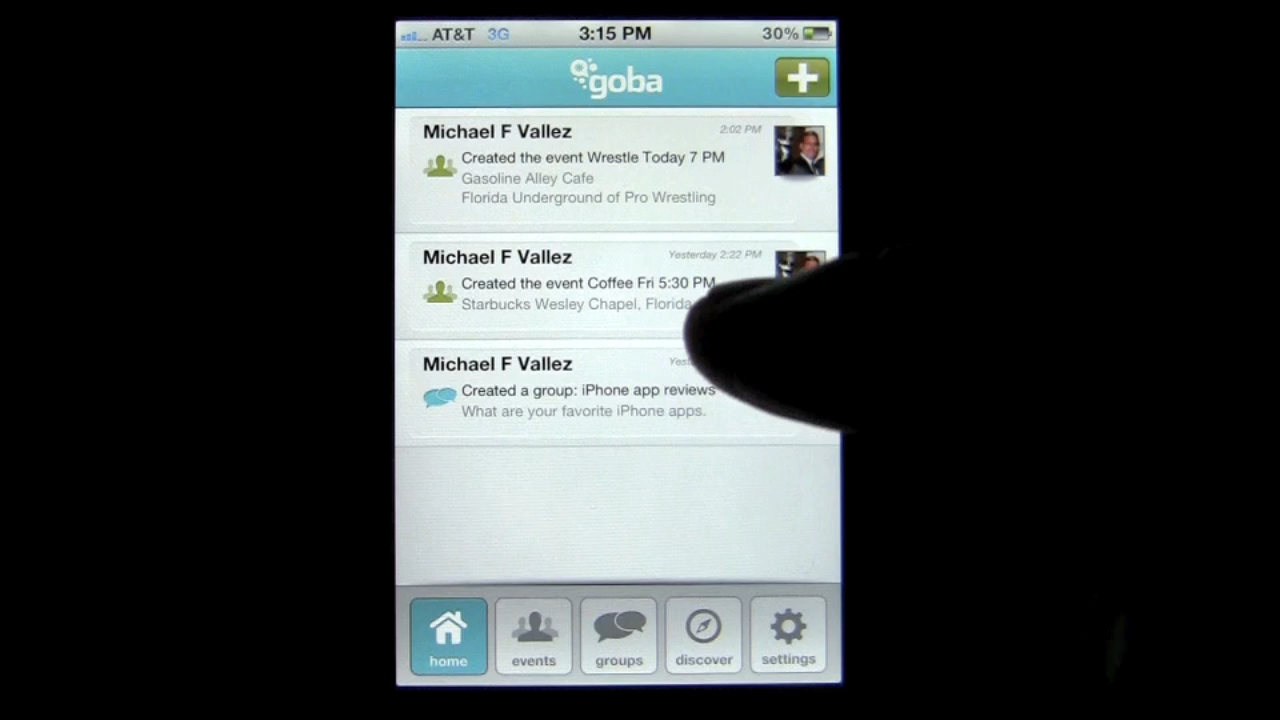 AT&T 3G 3:15 PM 30%
goba
Michael F Vallez 2:02 PM
Created the event Wrestle Today 7 PM
Gasoline Alley Cafe
Florida Underground of Pro Wrestling
Michael F Vallez Yesterday 2:22 PM
Created the event Coffee Fri 5:30 PM
Starbucks Wesley Chapel, Florida
Michael F Vallez
Created a group: iPhone app reviews
What are your favorite iPhone apps.
home events groups discover settings